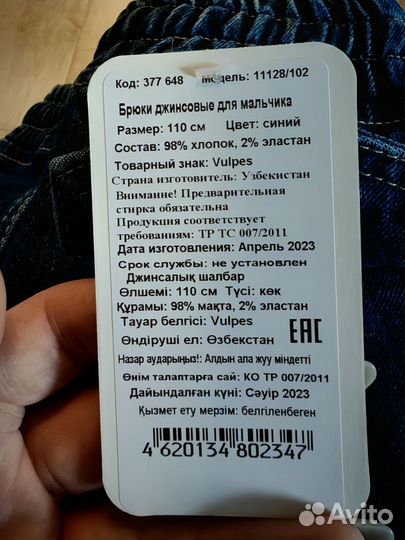 Код: 377 648 Модель: 11128/102
Брюки джинсовые для мальчика
Размер: 110 см Цвет: синий
Состав: 98% хлопок, 2% эластан
Товарный знак: Vulpes
Страна изготовитель: Узбекистан
Внимание! Предварительная
стирка обязательна
Продукция соответствует
требованиям: ТР ТС 007/2011
Дата изготовления: Апрель 2023
Срок службы: не установлен
Джинсалық шалбар
Өлшемі: 110 см Түсі: көк
Құрамы: 98% мақта, 2% эластан
Тауар белгісі: Vulpes
Өндіруші ел: Өзбекстан
Назар аударыңыз!: Алдын ала жуу міндетті
Өнім талаптарға сай: КО ТР 007/2011
Дайындалған күні: Сәуір 2023
Қызмет ету мерзім: белгіленбеген
EAC
4 620134 802347
Avito